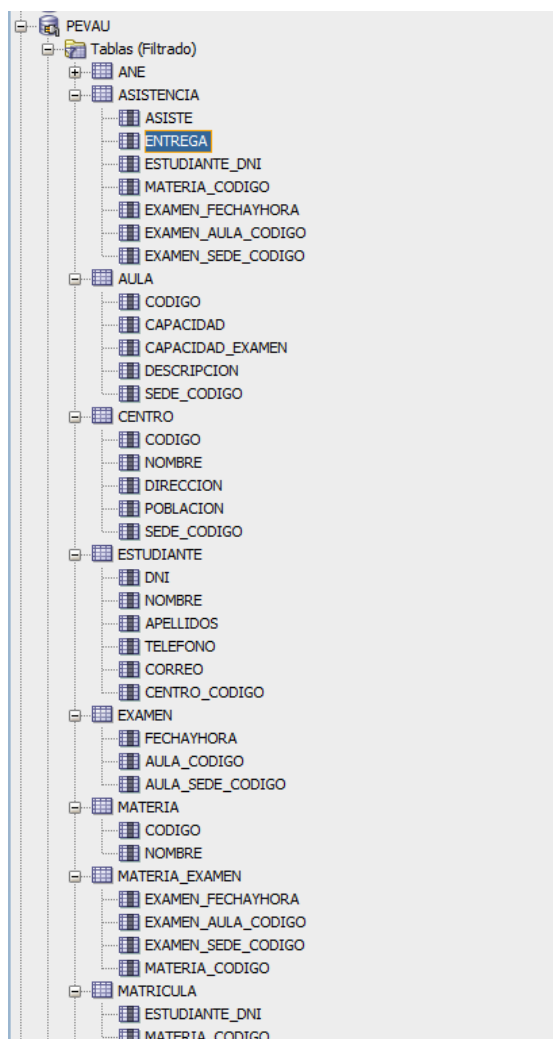 PEVAU
Tablas (Filtrado)
ANE
ASISTENCIA
ASISTE
ENTREGA
ESTUDIANTE_DNI
MATERIA_CODIGO
EXAMEN_FECHAYHORA
EXAMEN_AULA_CODIGO
EXAMEN_SEDE_CODIGO
AULA
CODIGO
CAPACIDAD
CAPACIDAD_EXAMEN
DESCRIPCION
SEDE_CODIGO
CENTRO
CODIGO
NOMBRE
DIRECCION
POBLACION
SEDE_CODIGO
ESTUDIANTE
DNI
NOMBRE
APELLIDOS
TELEFONO
CORREO
CENTRO_CODIGO
EXAMEN
FECHAYHORA
AULA_CODIGO
AULA_SEDE_CODIGO
MATERIA
CODIGO
NOMBRE
MATERIA_EXAMEN
EXAMEN_FECHAYHORA
EXAMEN_AULA_CODIGO
EXAMEN_SEDE_CODIGO
MATERIA_CODIGO
MATRICULA
ESTUDIANTE_DNI
MATERIA_CODIGO